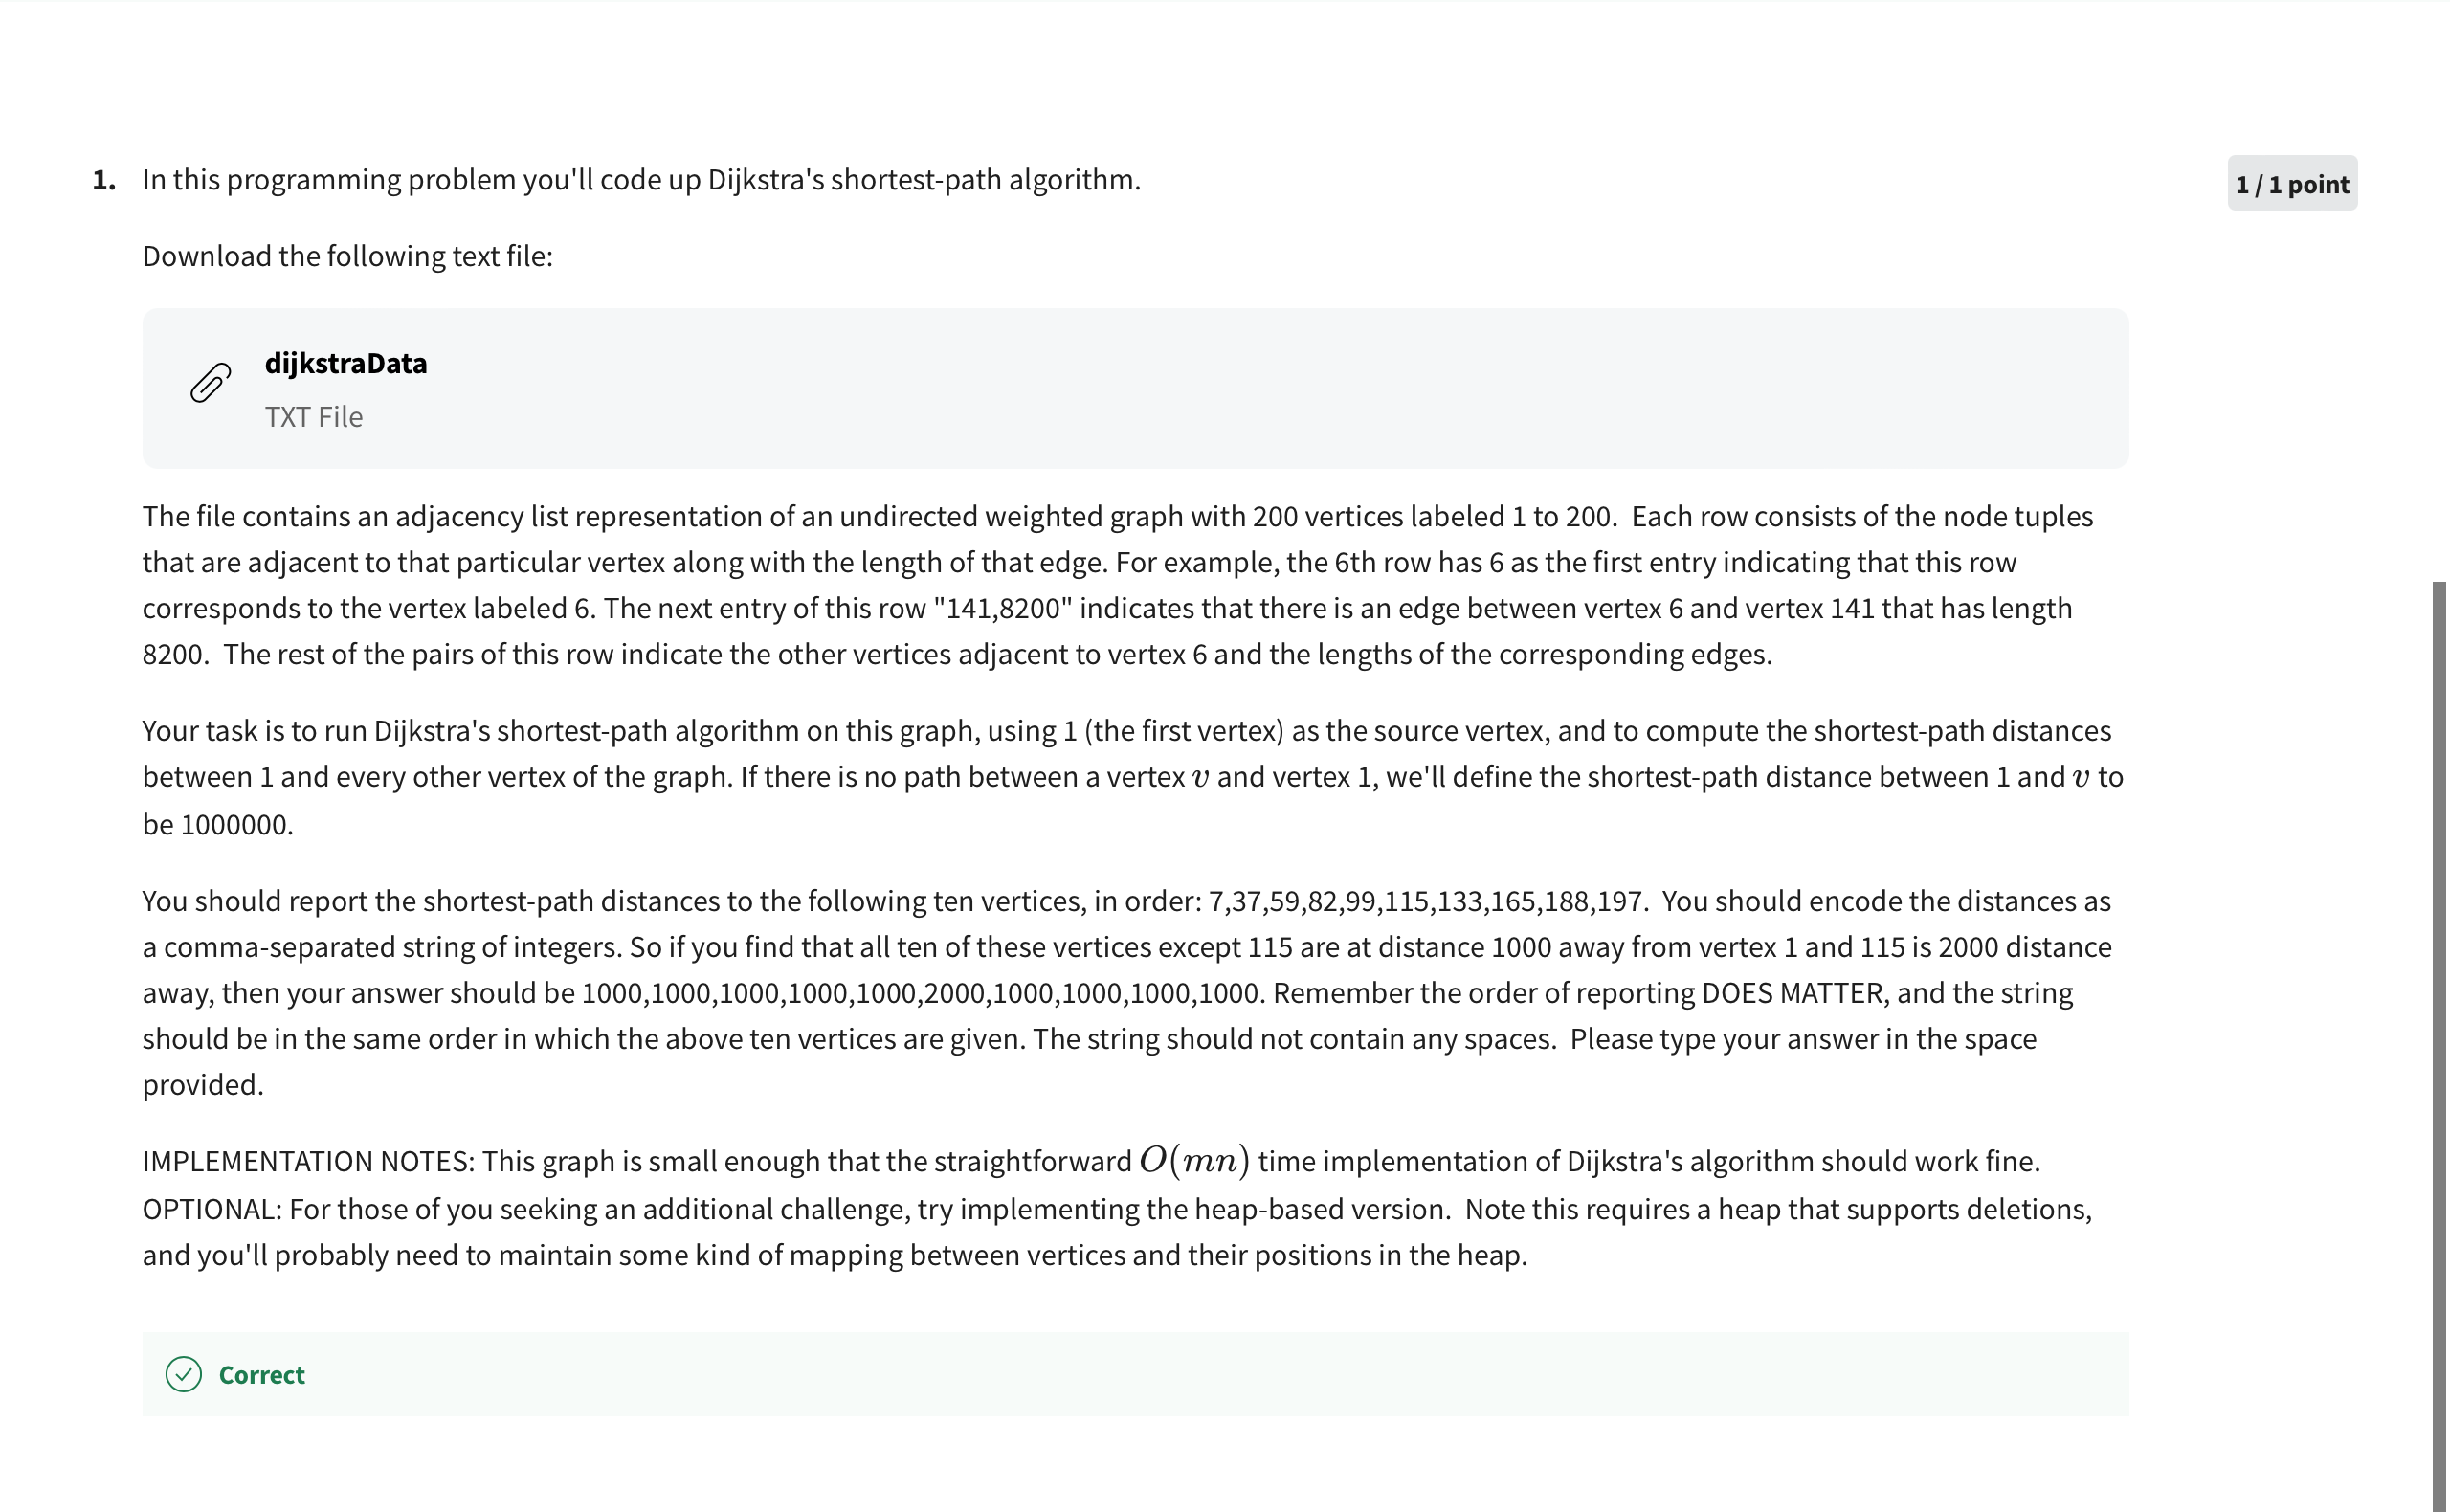 1. In this programming problem you'll code up Dijkstra's shortest-path algorithm.
1 / 1 point
Download the following text file:
dijkstraData
TXT File
The file contains an adjacency list representation of an undirected weighted graph with 200 vertices labeled 1 to 200.  Each row consists of the node tuples
that are adjacent to that particular vertex along with the length of that edge. For example, the 6th row has 6 as the first entry indicating that this row
corresponds to the vertex labeled 6. The next entry of this row "141,8200" indicates that there is an edge between vertex 6 and vertex 141 that has length
8200.  The rest of the pairs of this row indicate the other vertices adjacent to vertex 6 and the lengths of the corresponding edges.
Your task is to run Dijkstra's shortest-path algorithm on this graph, using 1 (the first vertex) as the source vertex, and to compute the shortest-path distances
between 1 and every other vertex of the graph. If there is no path between a vertex v and vertex 1, we'll define the shortest-path distance between 1 and v to
be 1000000.
You should report the shortest-path distances to the following ten vertices, in order: 7,37,59,82,99,115,133,165,188,197.  You should encode the distances as
a comma-separated string of integers. So if you find that all ten of these vertices except 115 are at distance 1000 away from vertex 1 and 115 is 2000 distance
away, then your answer should be 1000,1000,1000,1000,1000,2000,1000,1000,1000,1000. Remember the order of reporting DOES MATTER, and the string
should be in the same order in which the above ten vertices are given. The string should not contain any spaces.  Please type your answer in the space
provided.
IMPLEMENTATION NOTES: This graph is small enough that the straightforward O(mn) time implementation of Dijkstra's algorithm should work fine.
OPTIONAL: For those of you seeking an additional challenge, try implementing the heap-based version.  Note this requires a heap that supports deletions,
and you'll probably need to maintain some kind of mapping between vertices and their positions in the heap.
Correct